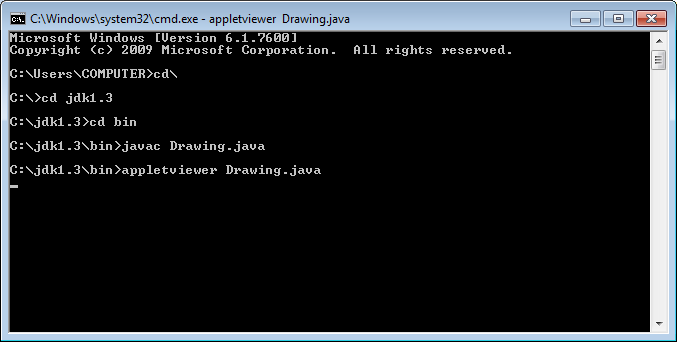 C:\Windows\system32\cmd.exe - appletviewer  Drawing.java
Microsoft Windows [Version 6.1.7600]
Copyright (c) 2009 Microsoft Corporation.  All rights reserved.
C:\Users\COMPUTER>cd\
C:\>cd jdk1.3
C:\jdk1.3>cd bin
C:\jdk1.3\bin>javac Drawing.java
C:\jdk1.3\bin>appletviewer Drawing.java